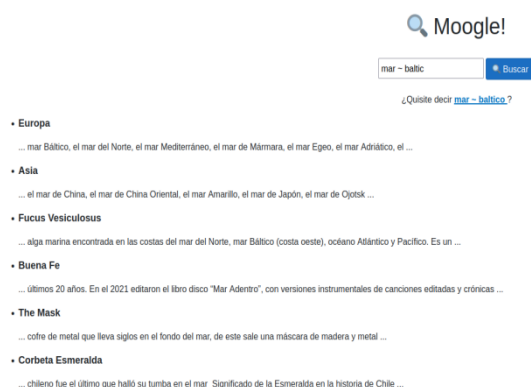 Moogle!
mar ~ baltic
Buscar
¿Quisite decir mar ~ baltico ?
• Europa
... mar Báltico, el mar del Norte, el mar Mediterráneo, el mar de Mármara, el mar Egeo, el mar Adriático, el ...
• Asia
... el mar de China, el mar de China Oriental, el mar Amarillo, el mar de Japón, el mar de Ojotsk ...
• Fucus Vesiculosus
... alga marina encontrada en las costas del mar del Norte, mar Báltico (costa oeste), océano Atlántico y Pacífico. Es un ...
• Buena Fe
... últimos 20 años. En el 2021 editaron el libro disco "Mar Adentro", con versiones instrumentales de canciones editadas y crónicas ...
• The Mask
... cofre de metal que lleva siglos en el fondo del mar, de este sale una máscara de madera y metal ...
• Corbeta Esmeralda
... chileno fue el último que halló su tumba en el mar Significado de la Esmeralda en la historia de Chile ...